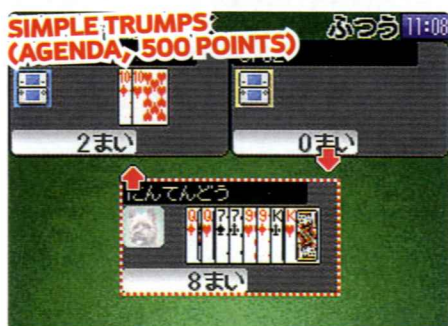 SIMPLE TRUMPS
(AGENDA, 500 POINTS)
ふつう 11:08
2まい
0まい
にんてんどう
8まい